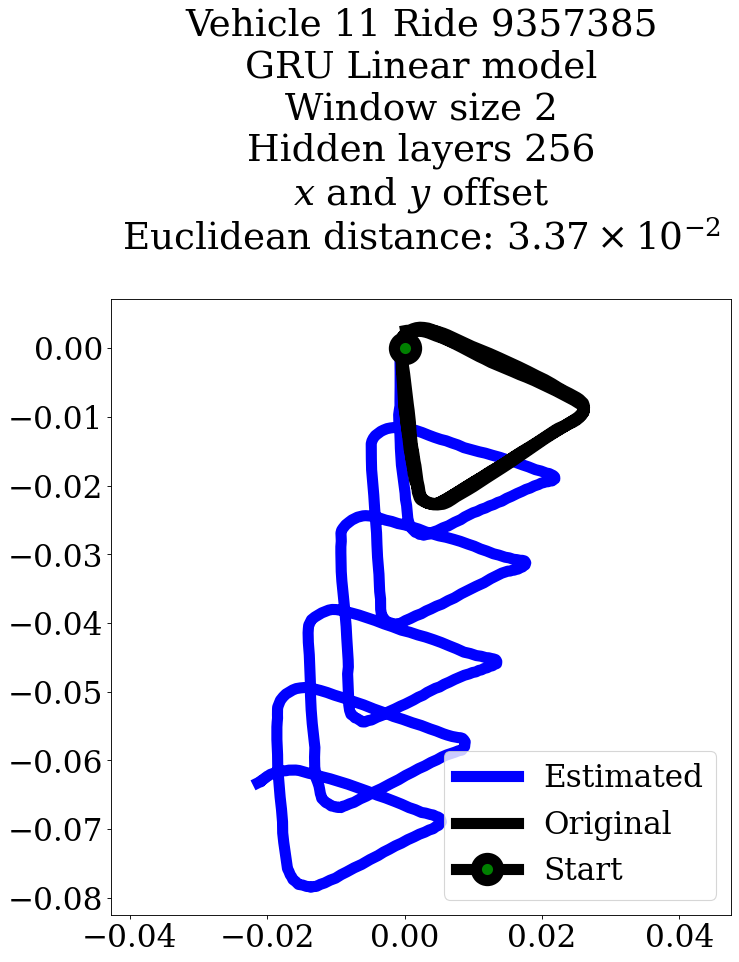 Vehicle 11 Ride 9357385
GRU Linear model
Window size 2
Hidden layers 256
x and y offset
Euclidean distance: 3.37 × 10⁻²
0.00
−0.01
−0.02
−0.03
−0.04
−0.05
−0.06
−0.07
−0.08
Estimated
Original
Start
−0.04 −0.02 0.00 0.02 0.04